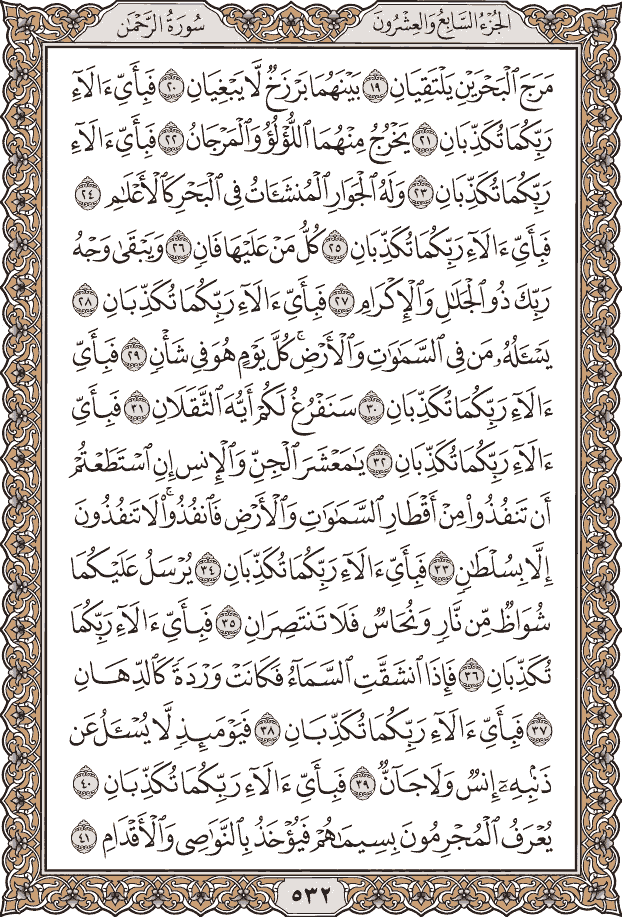 الجُزْءُ السَّابِعُ وَالعِشْرُونَ
سُورَةُ الرَّحْمَٰن
مَرَجَ ٱلْبَحْرَيْنِ يَلْتَقِيَانِ ١٩ بَيْنَهُمَا بَرْزَخٌ لَّا يَبْغِيَانِ ٢٠ فَبِأَيِّ ءَالَآءِ
رَبِّكُمَا تُكَذِّبَانِ ٢١ يَخْرُجُ مِنْهُمَا ٱللُّؤْلُؤُ وَٱلْمَرْجَانُ ٢٢ فَبِأَيِّ ءَالَآءِ
رَبِّكُمَا تُكَذِّبَانِ ٢٣ وَلَهُ ٱلْجَوَارِ ٱلْمُنشَـَٔاتُ فِى ٱلْبَحْرِ كَٱلْأَعْلَٰمِ ٢٤
فَبِأَيِّ ءَالَآءِ رَبِّكُمَا تُكَذِّبَانِ ٢٥ كُلُّ مَنْ عَلَيْهَا فَانٍ ٢٦ وَيَبْقَىٰ وَجْهُ
رَبِّكَ ذُو ٱلْجَلَٰلِ وَٱلْإِكْرَامِ ٢٧ فَبِأَيِّ ءَالَآءِ رَبِّكُمَا تُكَذِّبَانِ ٢٨
يَسْـَٔلُهُۥ مَن فِى ٱلسَّمَٰوَٰتِ وَٱلْأَرْضِ ۚ كُلَّ يَوْمٍ هُوَ فِى شَأْنٍ ٢٩ فَبِأَيِّ
ءَالَآءِ رَبِّكُمَا تُكَذِّبَانِ ٣٠ سَنَفْرُغُ لَكُمْ أَيُّهَ ٱلثَّقَلَانِ ٣١ فَبِأَيِّ
ءَالَآءِ رَبِّكُمَا تُكَذِّبَانِ ٣٢ يَٰمَعْشَرَ ٱلْجِنِّ وَٱلْإِنسِ إِنِ ٱسْتَطَعْتُمْ
أَن تَنفُذُوا۟ مِنْ أَقْطَارِ ٱلسَّمَٰوَٰتِ وَٱلْأَرْضِ فَٱنفُذُوا۟ ۚ لَا تَنفُذُونَ
إِلَّا بِسُلْطَٰنٍ ٣٣ فَبِأَيِّ ءَالَآءِ رَبِّكُمَا تُكَذِّبَانِ ٣٤ يُرْسَلُ عَلَيْكُمَا
شُوَاظٌ مِّن نَّارٍ وَنُحَاسٌ فَلَا تَنتَصِرَانِ ٣٥ فَبِأَيِّ ءَالَآءِ رَبِّكُمَا
تُكَذِّبَانِ ٣٦ فَإِذَا ٱنشَقَّتِ ٱلسَّمَآءُ فَكَانَتْ وَرْدَةً كَٱلدِّهَانِ
٣٧ فَبِأَيِّ ءَالَآءِ رَبِّكُمَا تُكَذِّبَانِ ٣٨ فَيَوْمَئِذٍ لَّا يُسْـَٔلُ عَن
ذَنۢبِهِۦٓ إِنسٌ وَلَا جَآنٌّ ٣٩ فَبِأَيِّ ءَالَآءِ رَبِّكُمَا تُكَذِّبَانِ ٤٠
يُعْرَفُ ٱلْمُجْرِمُونَ بِسِيمَٰهُمْ فَيُؤْخَذُ بِٱلنَّوَٰصِى وَٱلْأَقْدَامِ ٤١
٥٣٢